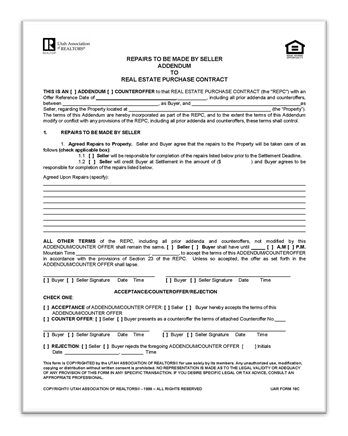 Utah Association
of REALTORS®
REALTOR
EQUAL HOUSING
OPPORTUNITY
REPAIRS TO BE MADE BY SELLER
ADDENDUM
TO
REAL ESTATE PURCHASE CONTRACT
THIS IS AN [ ] ADDENDUM [ ] COUNTEROFFER to that REAL ESTATE PURCHASE CONTRACT (the "REPC") with an
Offer Reference Date of ____, including all prior addenda and counteroffers,
between ____ as Buyer, and ____ as
Seller, regarding the Property located at ____ (the "Property").
The terms of this Addendum are hereby incorporated as part of the REPC, and to the extent the terms of this Addendum
modify or conflict with any provisions of the REPC, including all prior addenda and counteroffers, these terms shall control.
1. REPAIRS TO BE MADE BY SELLER
1. Agreed Repairs to Property. Seller and Buyer agree that the repairs to the Property will be taken care of as
follows (check applicable box):
1.1 [ ] Seller will be responsible for completion of the repairs listed below prior to the Settlement Deadline.
1.2 [ ] Seller will credit Buyer at Settlement in the amount of ($ ) and Buyer agrees to be
responsible for completion of the repairs listed below:
Agreed Upon Repairs (specify):
ALL OTHER TERMS of the REPC, including all prior addenda and counteroffers, not modified by this
ADDENDUM/COUNTER OFFER shall remain the same. [ ] Seller [ ] Buyer shall have until ____ [ ] A.M [ ] P.M.
Mountain Time ____, to accept the terms of this ADDENDUM/COUNTEROFFER
in accordance with the provisions of Section 23 of the REPC. Unless so accepted, the offer as set forth in the
ADDENDUM/COUNTER OFFER shall lapse.
[ ] Buyer [ ] Seller Signature Date Time [ ] Buyer [ ] Seller Signature Date Time
ACCEPTANCE/COUNTEROFFER/REJECTION
CHECK ONE:
[ ] ACCEPTANCE of ADDENDUM/COUNTER OFFER: [ ] Seller [ ] Buyer hereby accepts the terms of this
ADDENDUM/COUNTER OFFER
[ ] COUNTER OFFER: [ ] Seller [ ] Buyer presents as a counteroffer the terms of attached Counter Offer No.____
[ ] Buyer [ ] Seller Signature Date Time [ ] Buyer [ ] Seller Signature Date Time
[ ] REJECTION: [ ] Seller [ ] Buyer rejects the foregoing ADDENDUM/COUNTER OFFER [ ] Initials
Date ____, ____ Time
This form is COPYRIGHTED by the UTAH ASSOCIATION OF REALTORS® for use solely by its members. Any unauthorized use, modification,
copying or distribution without written consent is prohibited. NO REPRESENTATION IS MADE AS TO THE LEGAL VALIDITY OR ADEQUACY
OF ANY PROVISION OF THIS FORM IN ANY SPECIFIC TRANSACTION. IF YOU DESIRE SPECIFIC LEGAL OR TAX ADVICE, CONSULT AN
APPROPRIATE PROFESSIONAL.
COPYRIGHT© UTAH ASSOCIATION OF REALTORS® - 1999 – ALL RIGHTS RESERVED UAR FORM 18C